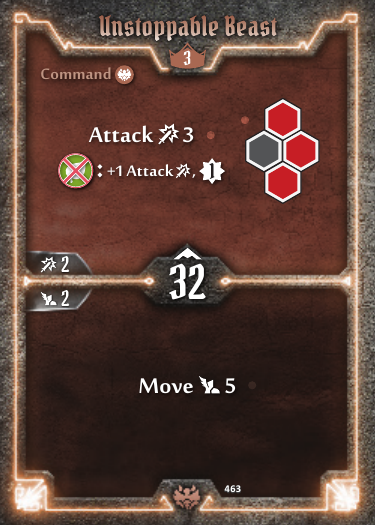 Unstoppable Beast
3
Command
Attack 3
: +1 Attack , 1
2
32
2
Move 5
463